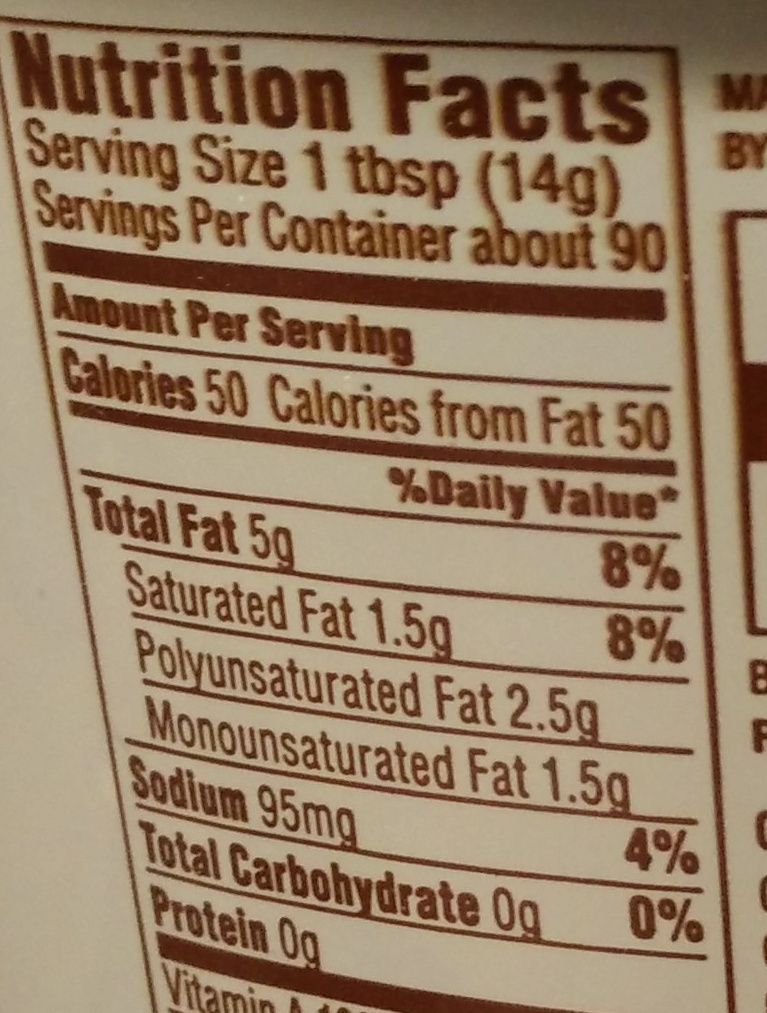 Nutrition Facts
Serving Size 1 tbsp (14g)
Servings Per Container about 90
Amount Per Serving
Calories 50 Calories from Fat 50
%Daily Value*
Total Fat 5g 8%
Saturated Fat 1.5g 8%
Polyunsaturated Fat 2.5g
Monounsaturated Fat 1.5g
Sodium 95mg 4%
Total Carbohydrate 0g 0%
Protein 0g
Vitamin A
BY